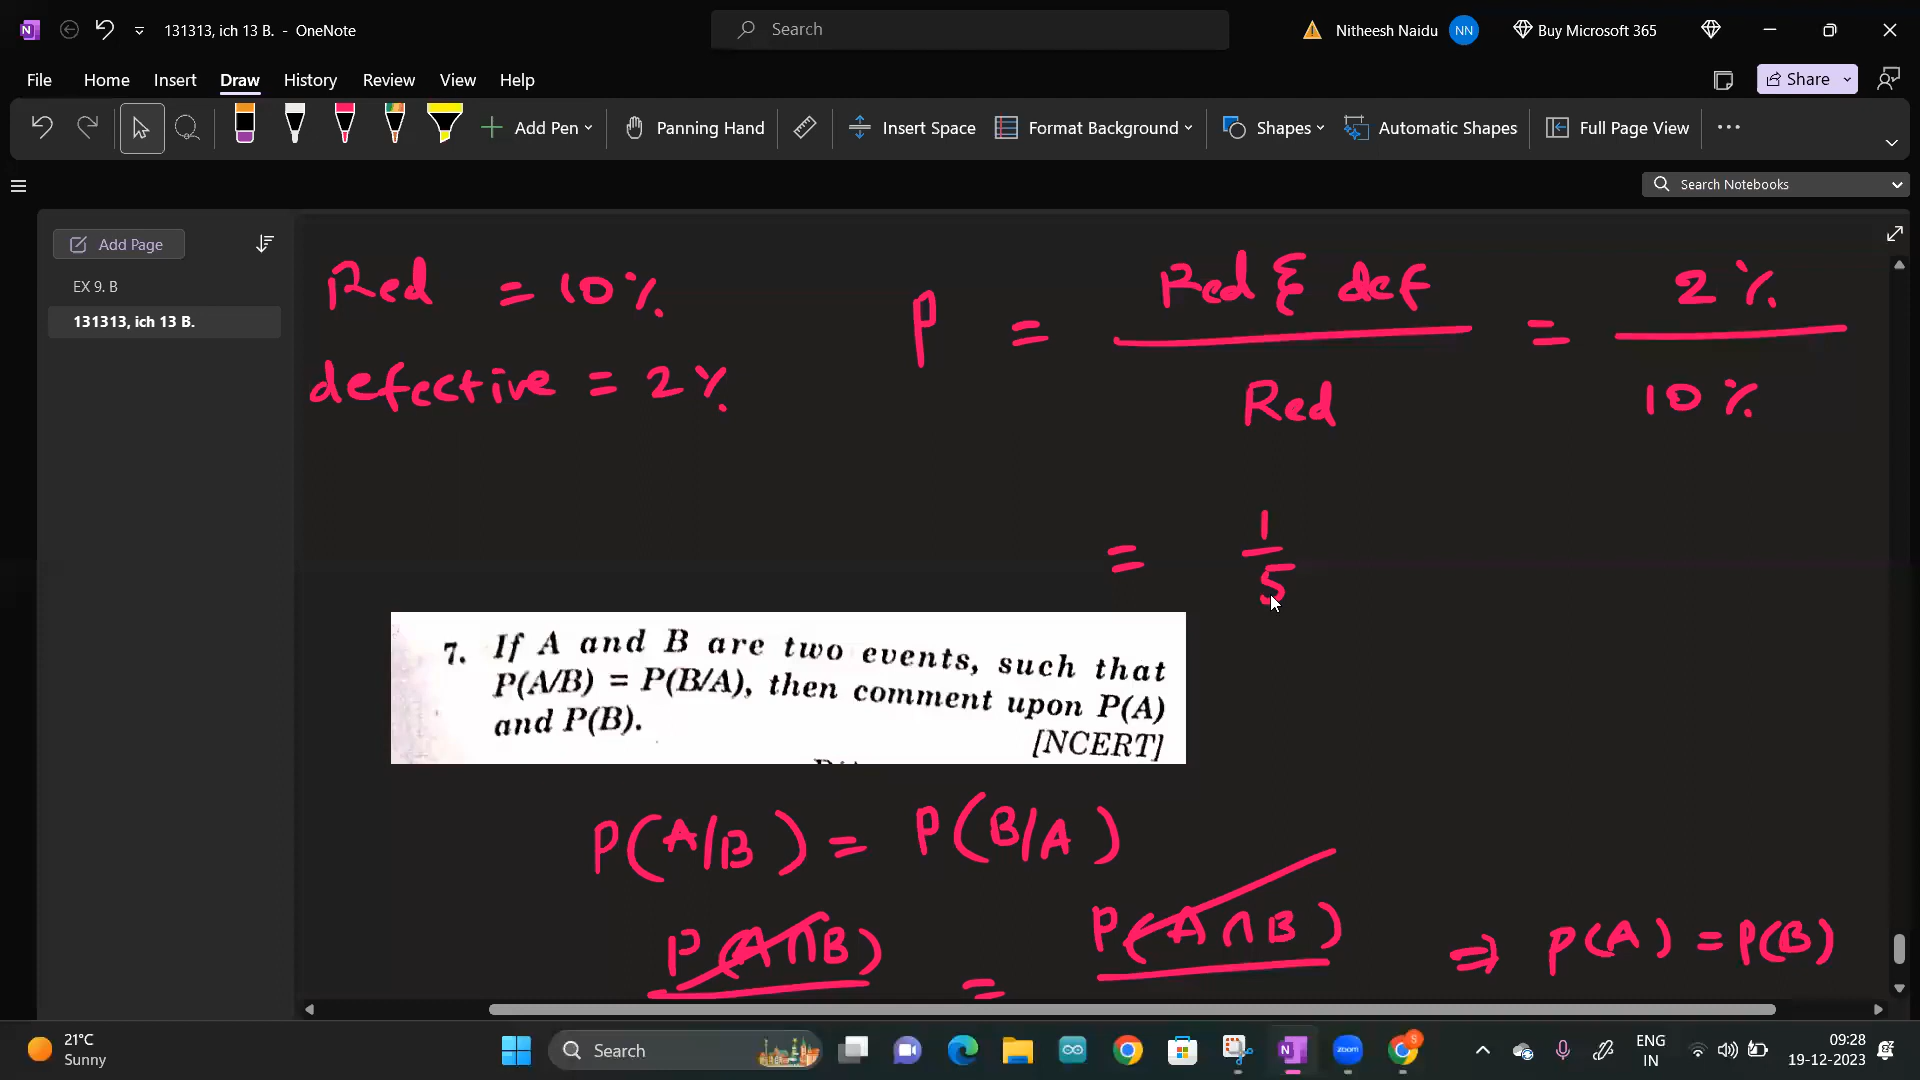 131313, ich 13 B. - OneNote
Search
Nitheesh Naidu
NN
Buy Microsoft 365
File Home Insert Draw History Review View Help
Share
Add Pen
Panning Hand
Insert Space
Format Background
Shapes
Automatic Shapes
Full Page View
Search Notebooks
Add Page
EX 9. B
131313, ich 13 B.
Red = 10%
defective = 2%
P = Red & def / Red = 2% / 10%
= 1/5
7. If A and B are two events, such that
P(A/B) = P(B/A), then comment upon P(A)
and P(B).
[NCERT]
P(A/B) = P(B/A)
P(A∩B) = P(A∩B) ⇒ P(A) = P(B)
21°C
Sunny
Search
zoom
ENG
IN
09:28
19-12-2023